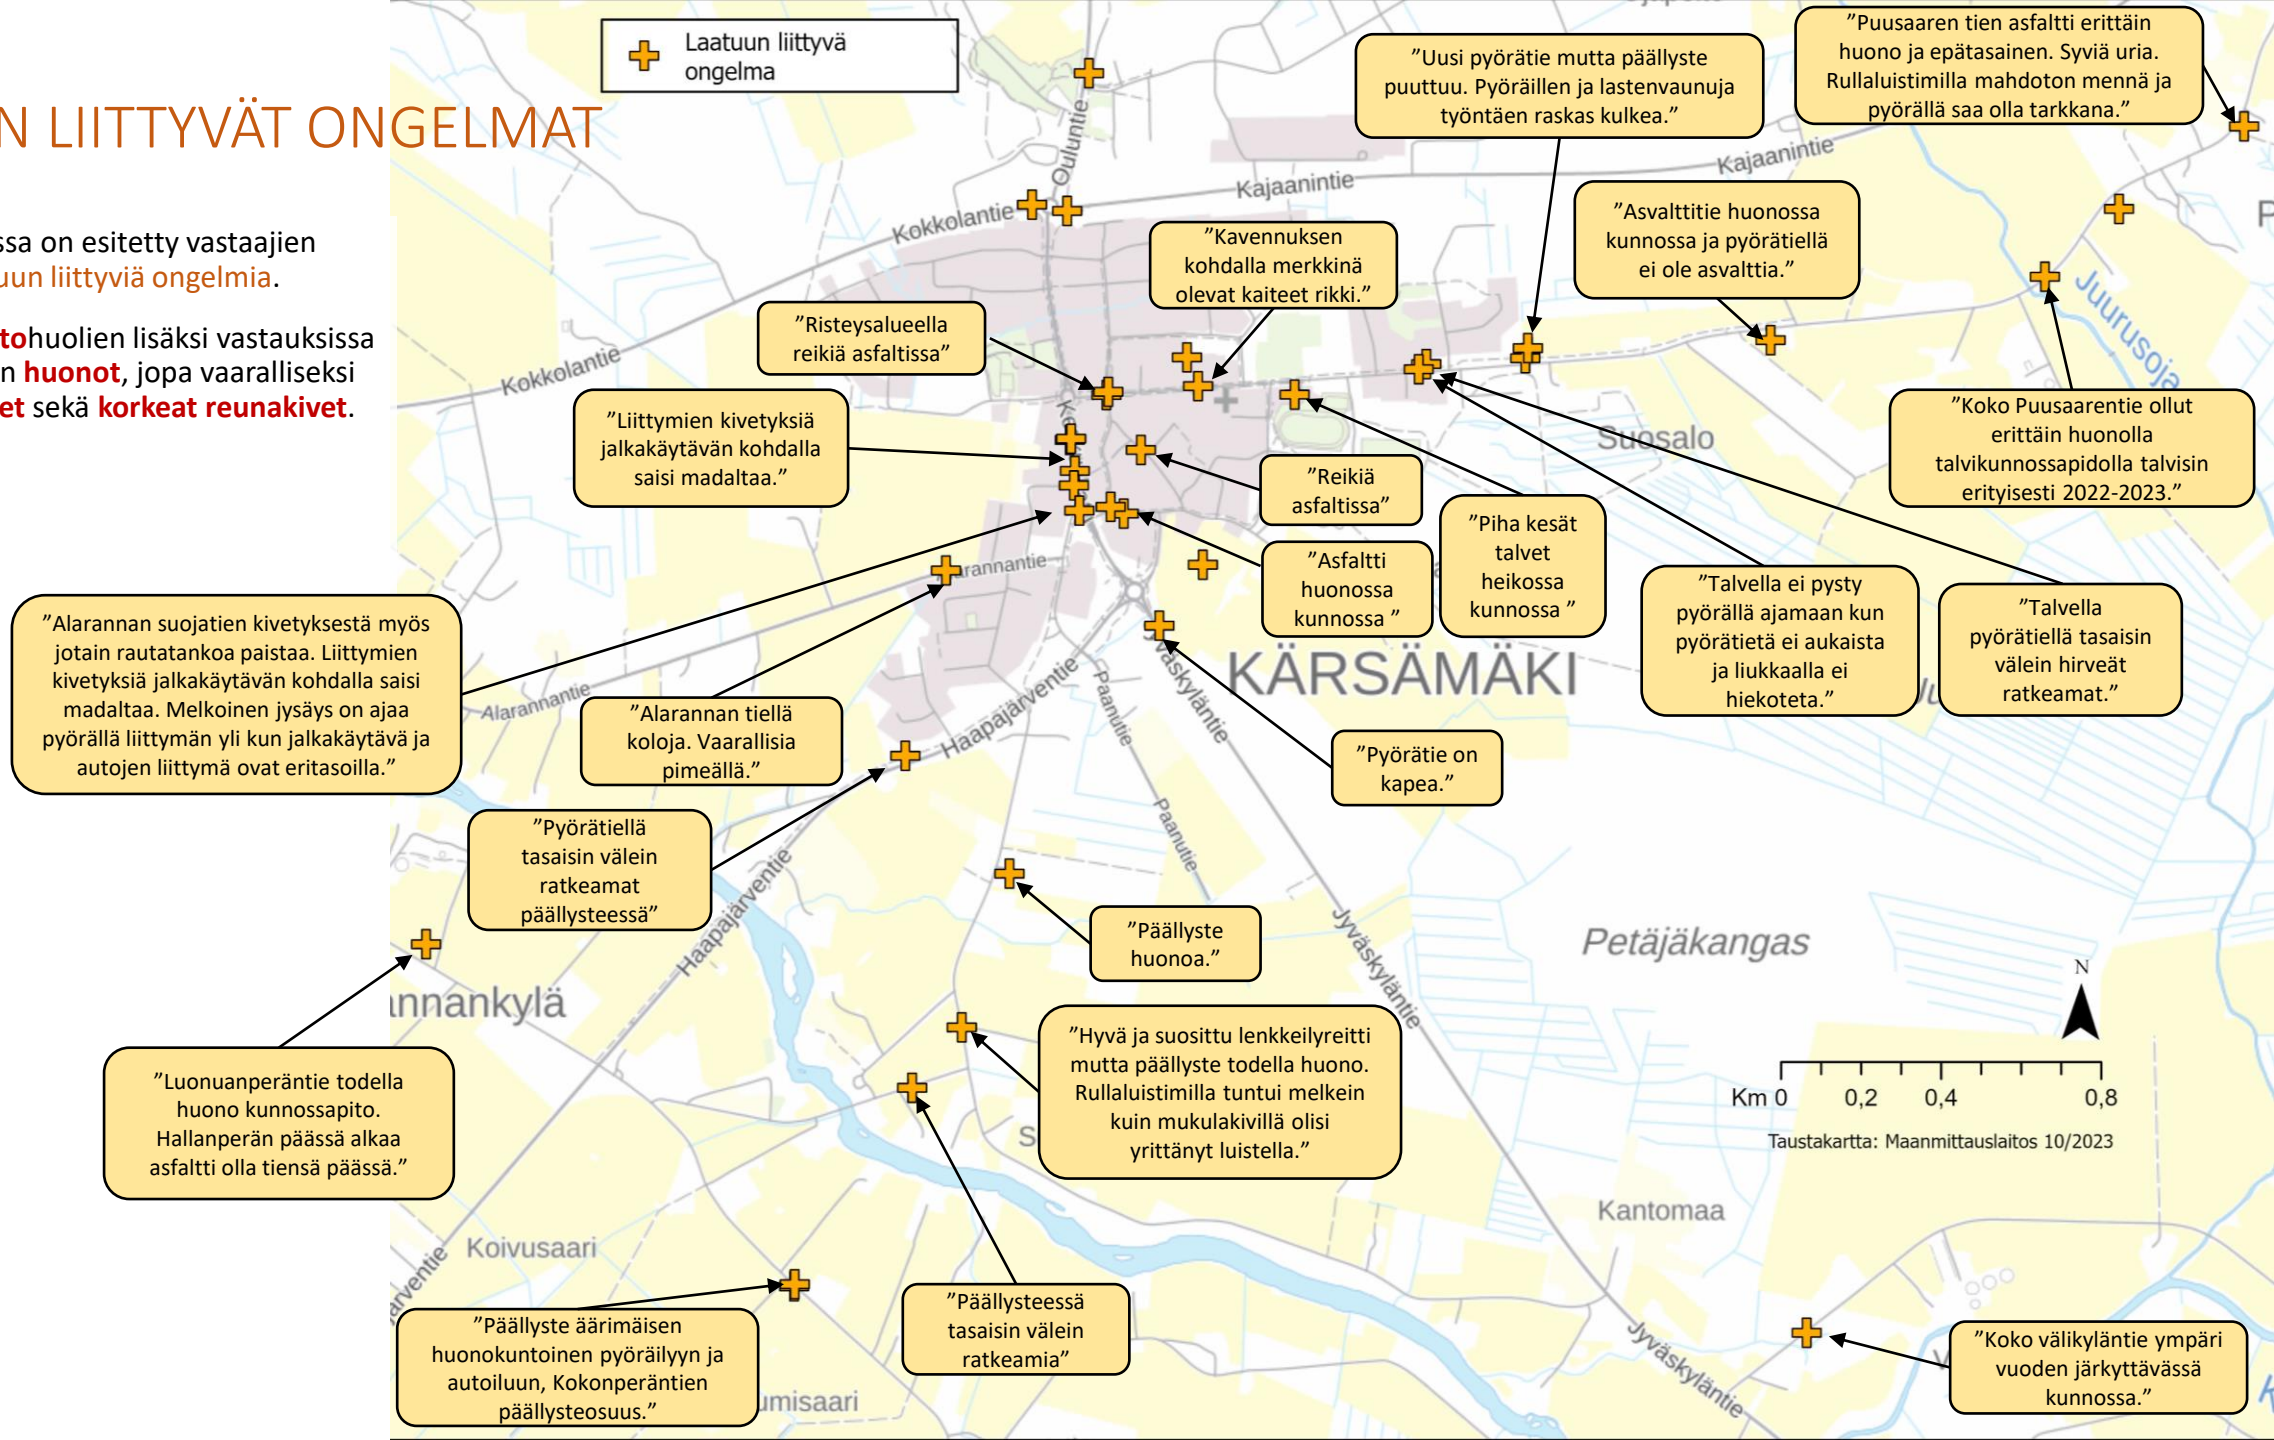 N LIITTYVÄT ONGELMAT
ssa on esitetty vastaajien
uun liittyviä ongelmia.
tohuolien lisäksi vastauksissa
n huonot, jopa vaaralliseksi
et sekä korkeat reunakivet.
Laatuun liittyvä
ongelma
"Uusi pyörätie mutta päällyste
puuttuu. Pyöräillen ja lastenvaunuja
työntäen raskas kulkea."
"Puusaaren tien asfaltti erittäin
huono ja epätasainen. Syviä uria.
Rullaluistimilla mahdoton mennä ja
pyörällä saa olla tarkkana."
"Kavennuksen
kohdalla merkkinä
olevat kaiteet rikki."
"Asvalttitie huonossa
kunnossa ja pyörätiellä
ei ole asvalttia."
"Risteysalueella
reikiä asfaltissa"
"Liittymien kivetyksiä
jalkakäytävän kohdalla
saisi madaltaa."
"Reikiä
asfaltissa"
"Koko Puusaarentie ollut
erittäin huonolla
talvikunnossapidolla talvisin
erityisesti 2022-2023."
"Asfaltti
huonossa
kunnossa "
"Piha kesät
talvet
heikossa
kunnossa "
"Talvella ei pysty
pyörällä ajamaan kun
pyörätietä ei aukaista
ja liukkaalla ei
hiekoteta."
"Talvella
pyörätiellä tasaisin
välein hirveät
ratkeamat."
"Alarannan suojatien kivetyksestä myös
jotain rautatankoa paistaa. Liittymien
kivetyksiä jalkakäytävän kohdalla saisi
madaltaa. Melkoinen jysäys on ajaa
pyörällä liittymän yli kun jalkakäytävä ja
autojen liittymä ovat eritasoilla."
"Alarannan tiellä
koloja. Vaarallisia
pimeällä."
"Pyörätie on
kapea."
"Pyörätiellä
tasaisin välein
ratkeamat
päällysteessä"
"Päällyste
huonoa."
"Luonuanperäntie todella
huono kunnossapito.
Hallanperän päässä alkaa
asfaltti olla tiensä päässä."
"Hyvä ja suosittu lenkkeilyreitti
mutta päällyste todella huono.
Rullaluistimilla tuntui melkein
kuin mukulakivillä olisi
yrittänyt luistella."
"Päällyste äärimäisen
huonokuntoinen pyöräilyyn ja
autoiluun, Kokonperäntien
päällysteosuus."
"Päällysteessä
tasaisin välein
ratkeamia"
"Koko välikyläntie ympäri
vuoden järkyttävässä
kunnossa."
Ouluntie
Kajaanintie
Kajaanintie
Kokkolantie
Kokkolantie
Juurusoja
Suosalo
arannantie
Alarannantie
KÄRSÄMÄKI
Haapajärventie
Paanutie
yväskyläntie
Paanutie
Haapajärventie
Jyväskyläntie
Petäjäkangas
annankylä
N
Km 0 0,2 0,4 0,8
Taustakartta: Maanmittauslaitos 10/2023
Kantomaa
Koivusaari
ärventie
umisaari
Jyväskyläntie